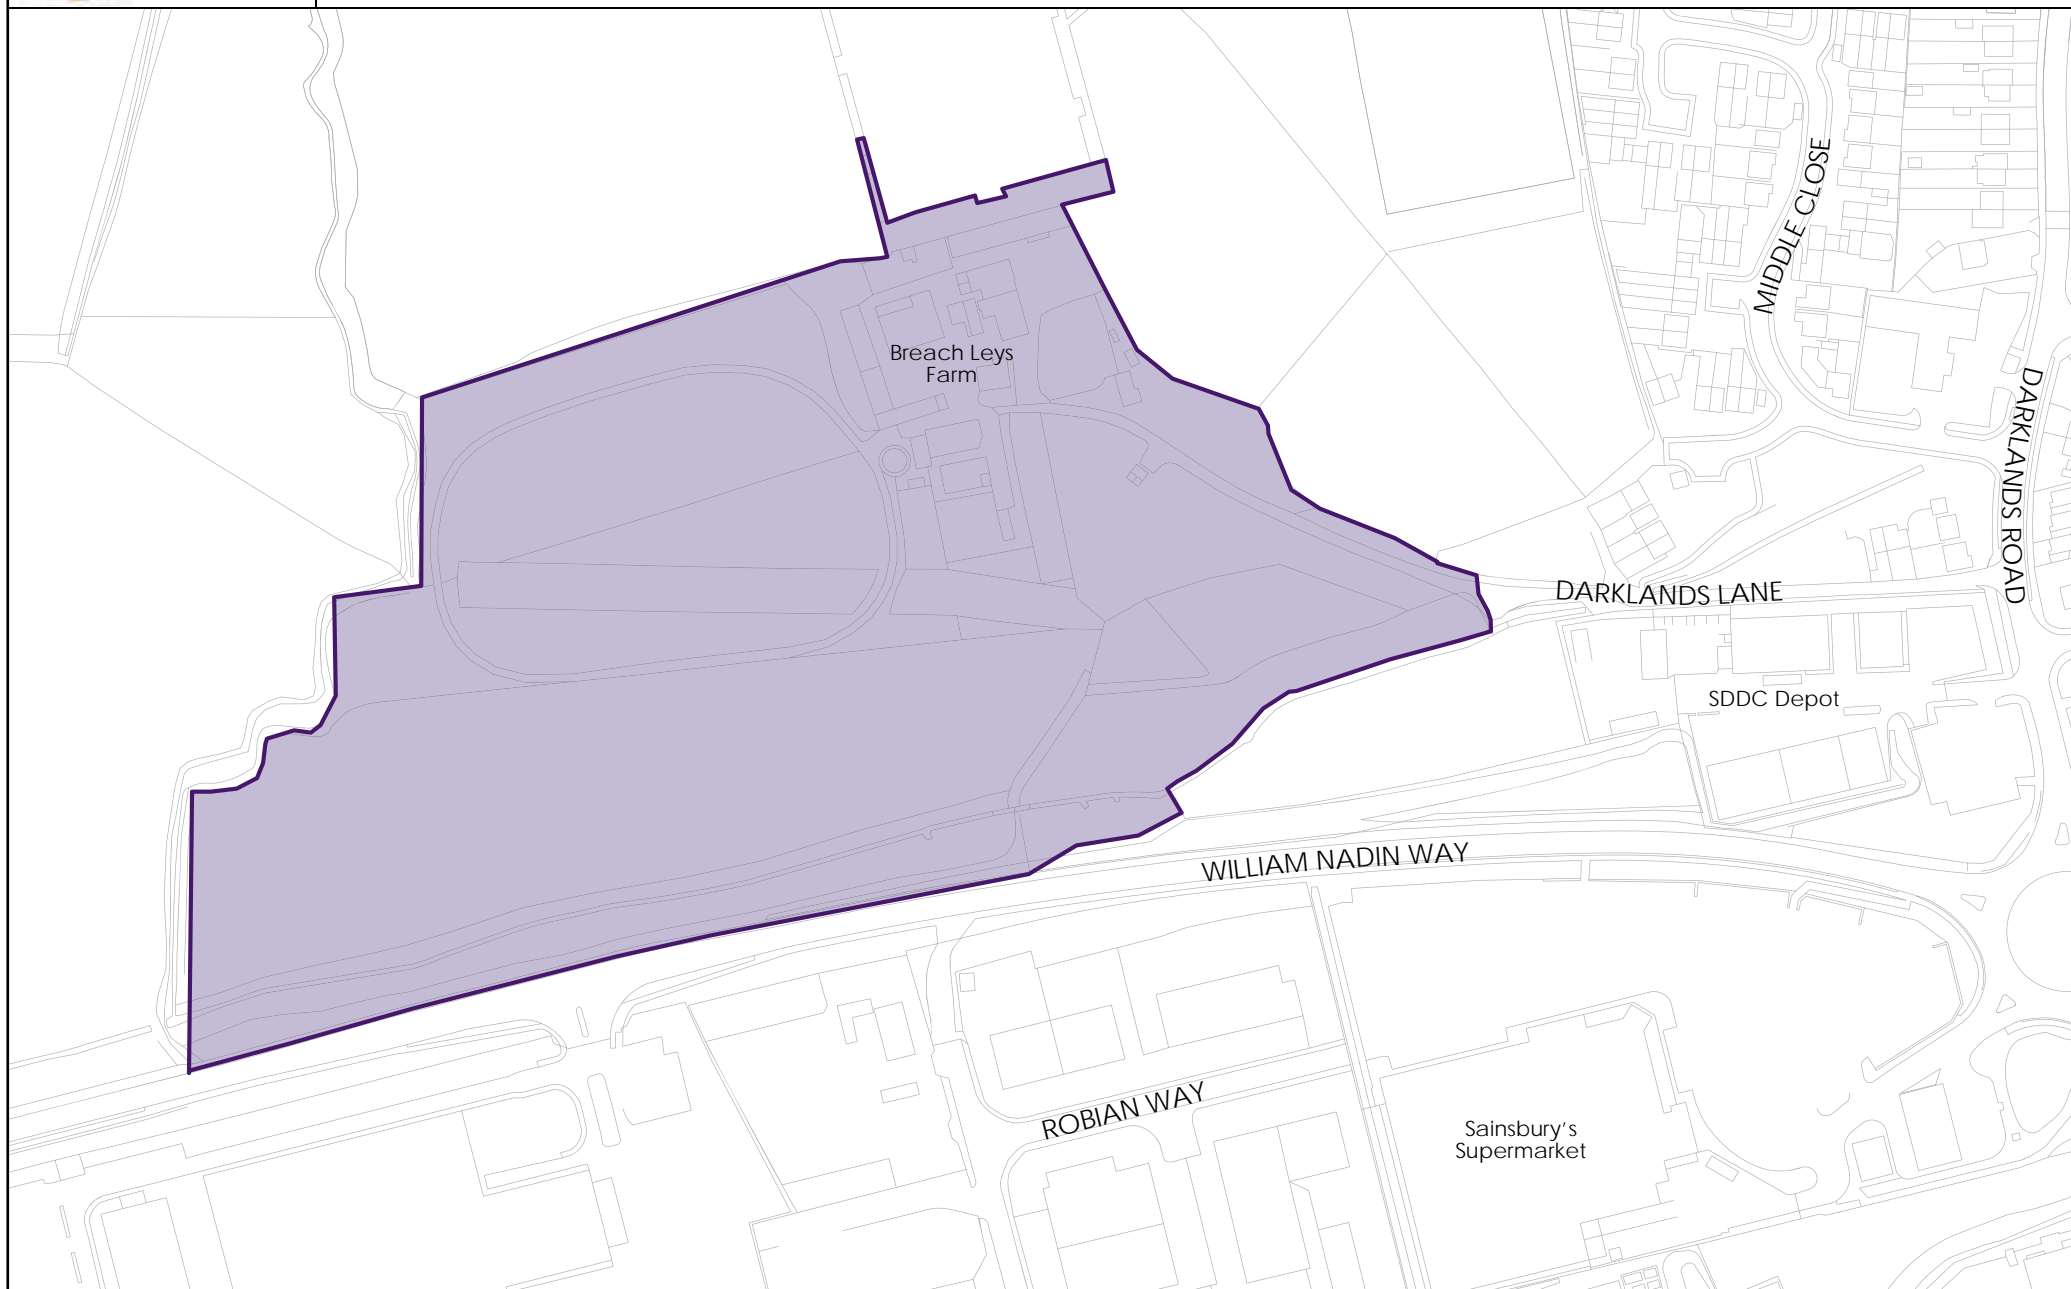 MIDDLE CLOSE
Breach Leys
Farm
DARKLANDS ROAD
DARKLANDS LANE
SDDC Depot
WILLIAM NADIN WAY
ROBIAN WAY
Sainsbury's
Supermarket